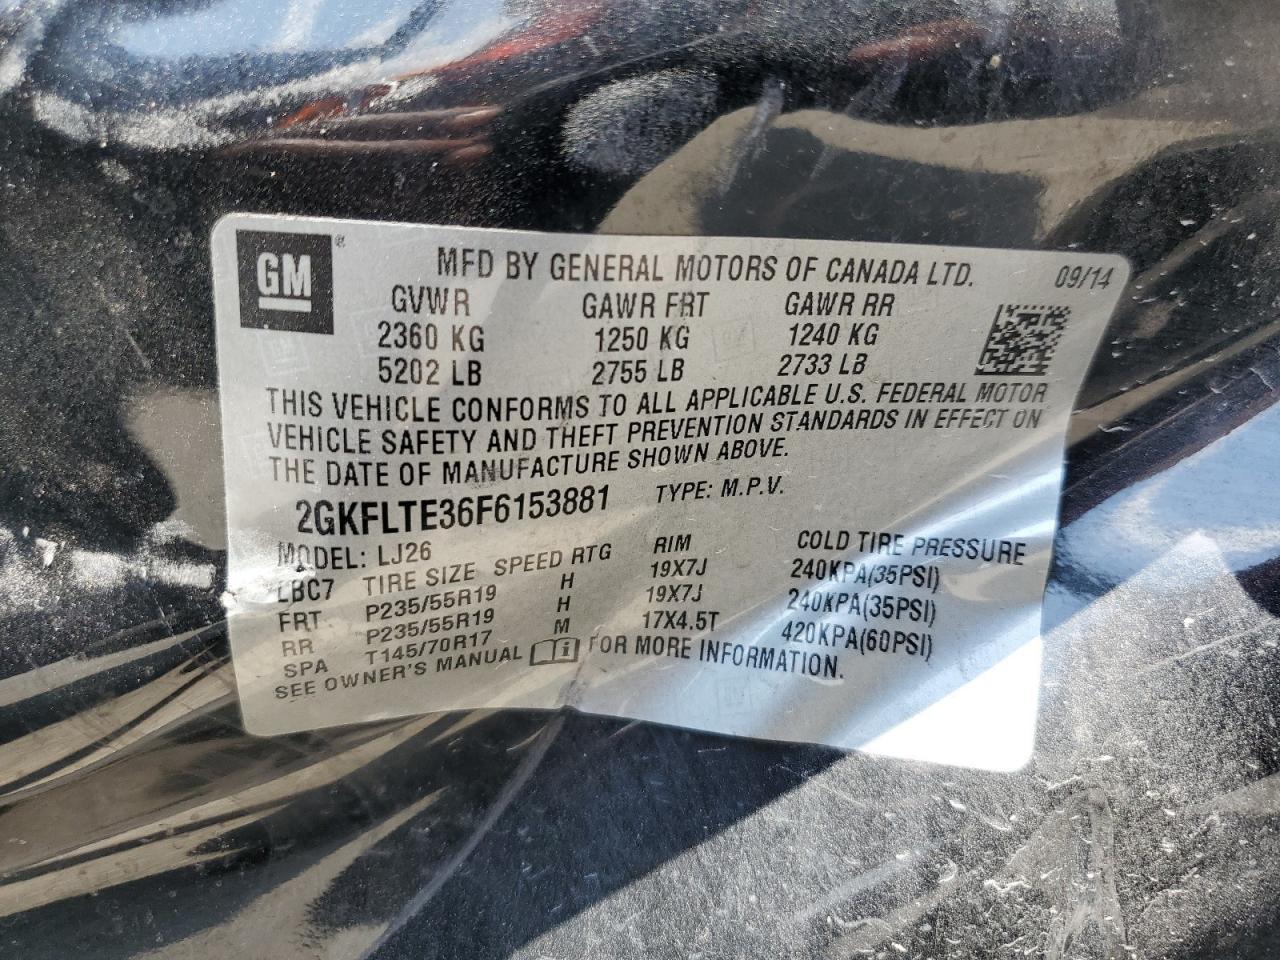 GM ®
MFD BY GENERAL MOTORS OF CANADA LTD. 09/14
GVWR GAWR FRT GAWR RR
2360 KG 1250 KG 1240 KG
5202 LB 2755 LB 2733 LB
THIS VEHICLE CONFORMS TO ALL APPLICABLE U.S. FEDERAL MOTOR
VEHICLE SAFETY AND THEFT PREVENTION STANDARDS IN EFFECT ON
THE DATE OF MANUFACTURE SHOWN ABOVE.
2GKFLTE36F6153881 TYPE: M.P.V.
MODEL: LJ26
LBC7 TIRE SIZE SPEED RTG RIM COLD TIRE PRESSURE
FRT P235/55R19 H 19X7J 240KPA(35PSI)
RR P235/55R19 H 19X7J 240KPA(35PSI)
SPA T145/70R17 M 17X4.5T 420KPA(60PSI)
SEE OWNER'S MANUAL i FOR MORE INFORMATION.